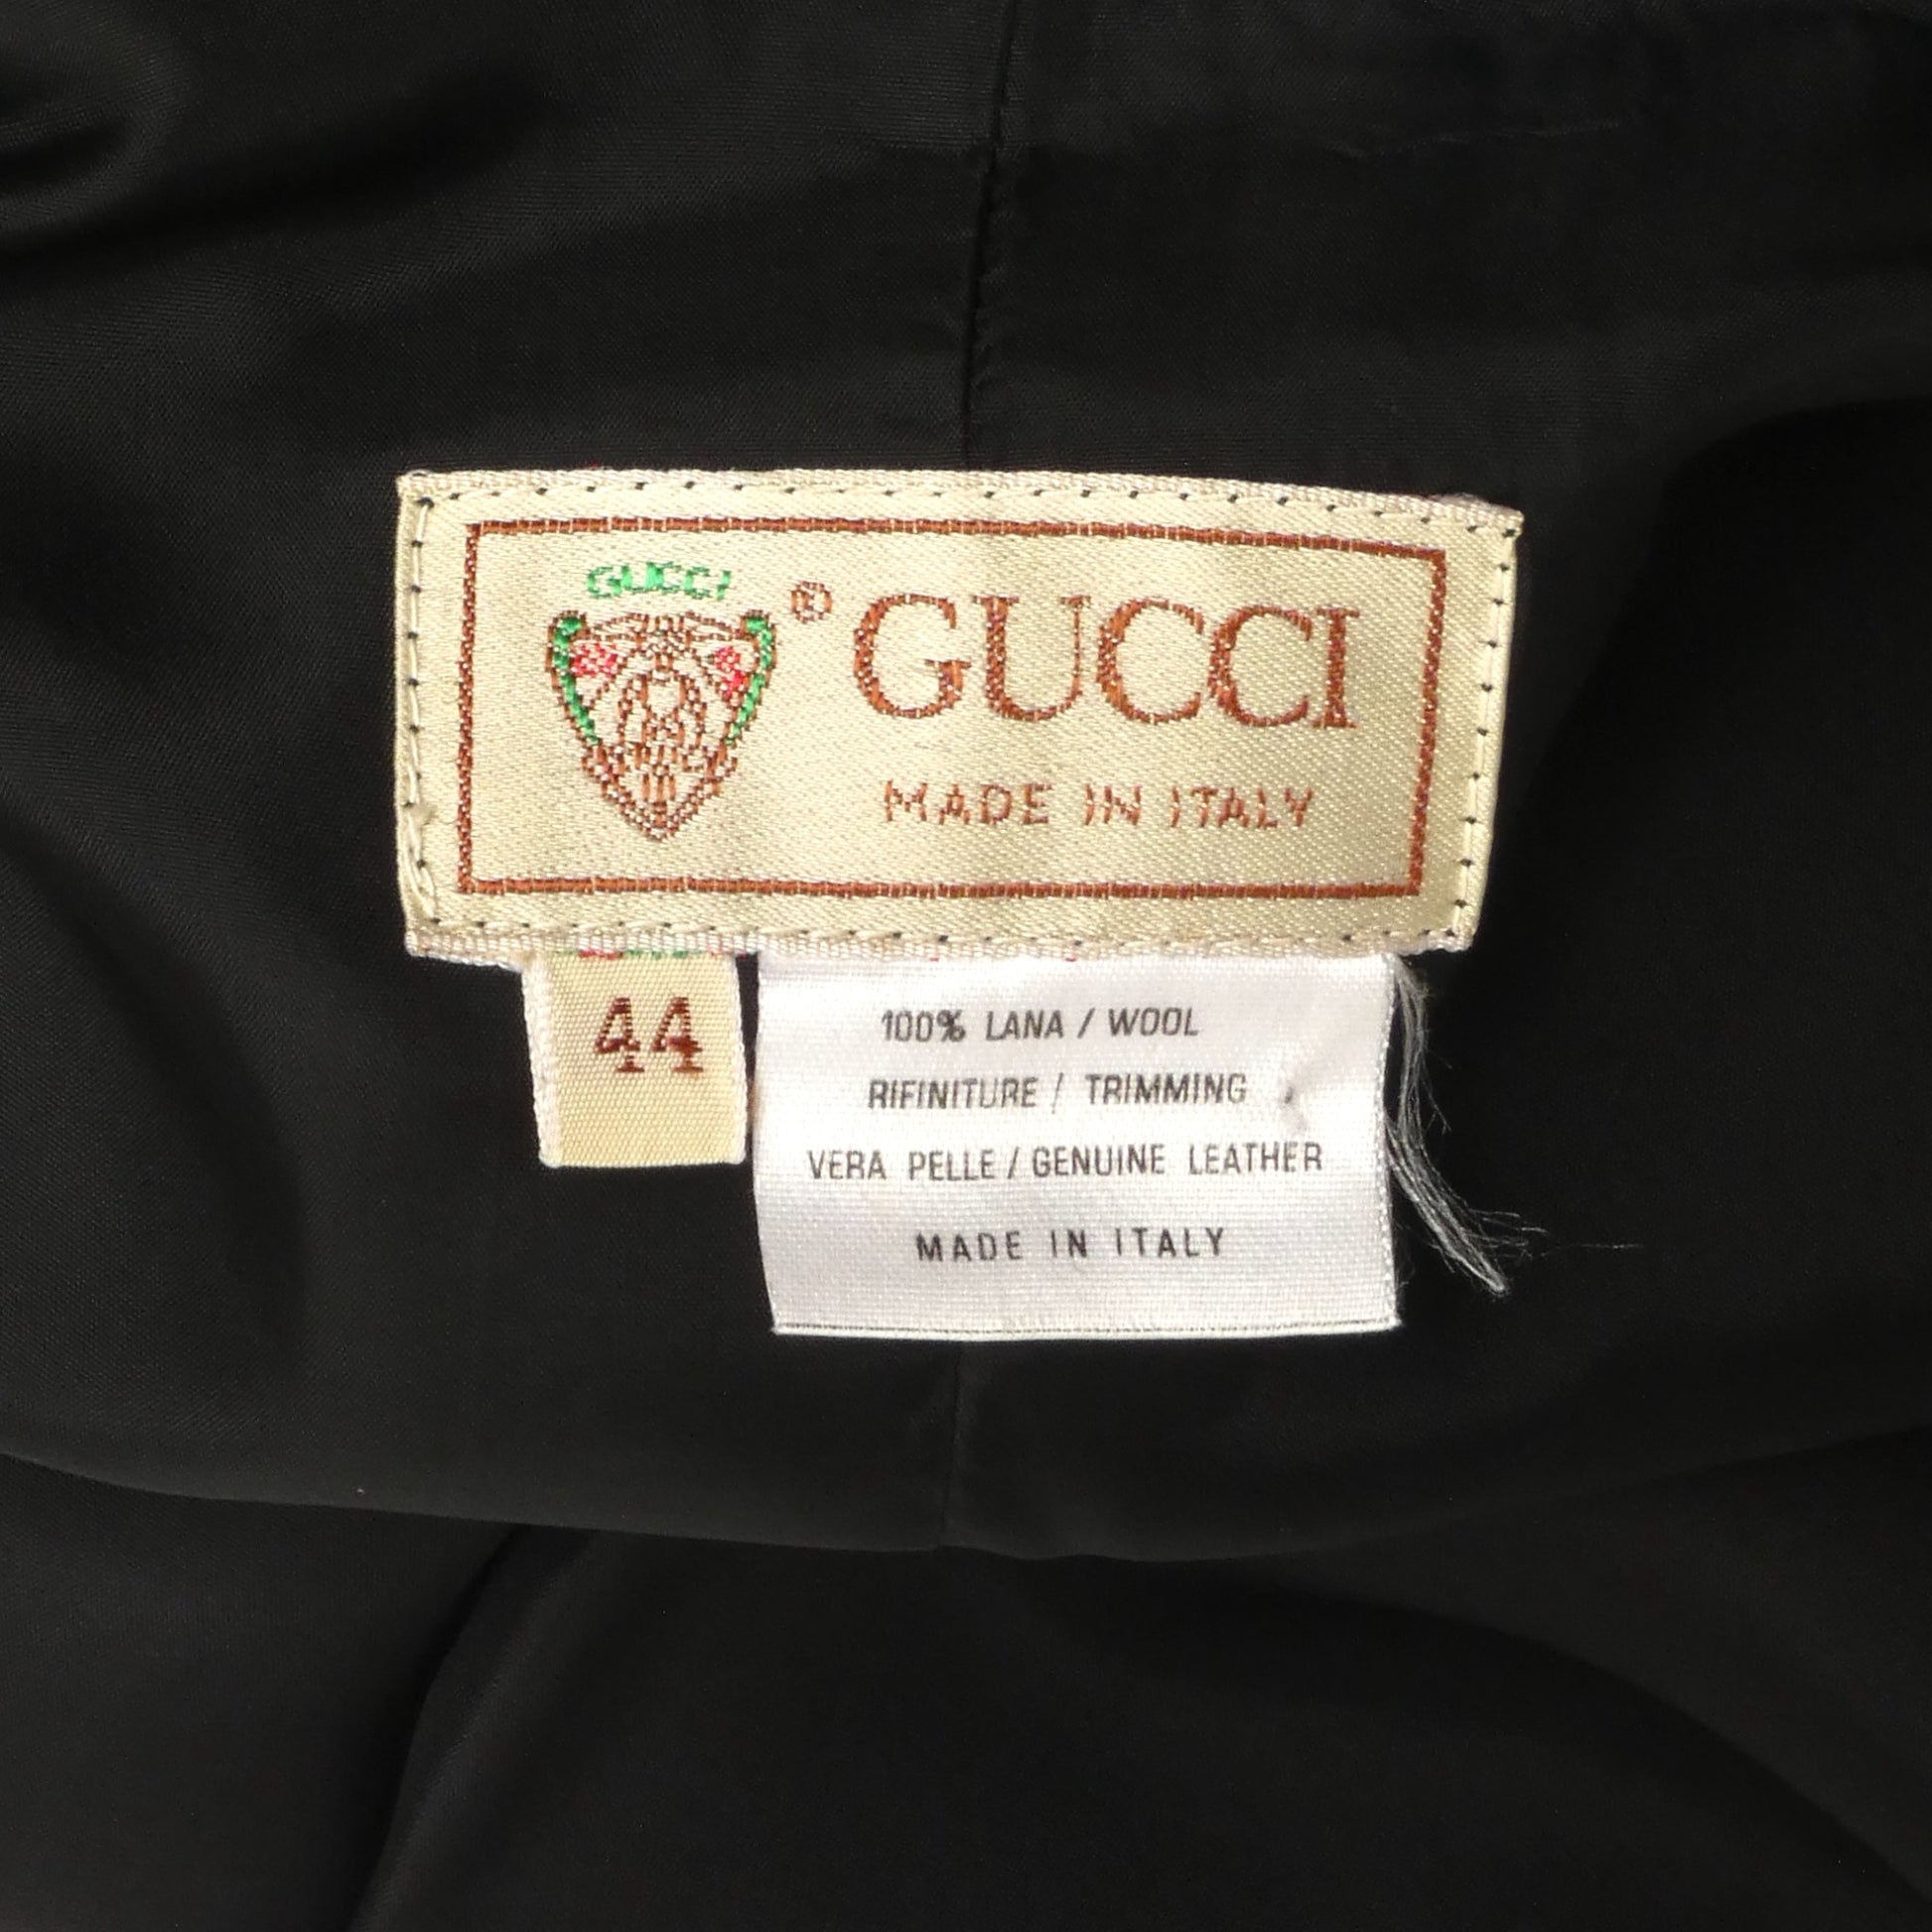 GUCCI
® GUCCI
MADE IN ITALY
44
100% LANA / WOOL
RIFINITURE / TRIMMING
VERA PELLE / GENUINE LEATHER
MADE IN ITALY